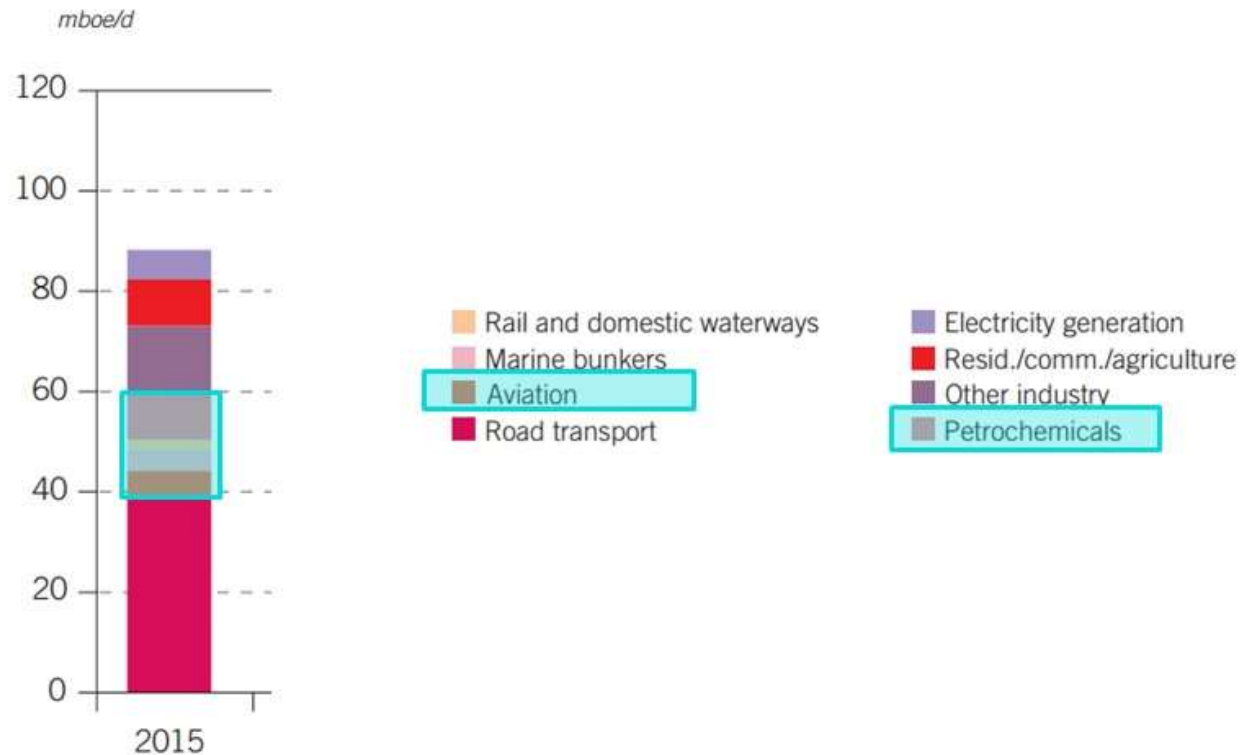 mboe/d
120
100
80
60
40
20
0
2015
Rail and domestic waterways
Marine bunkers
Aviation
Road transport
Electricity generation
Resid./comm./agriculture
Other industry
Petrochemicals